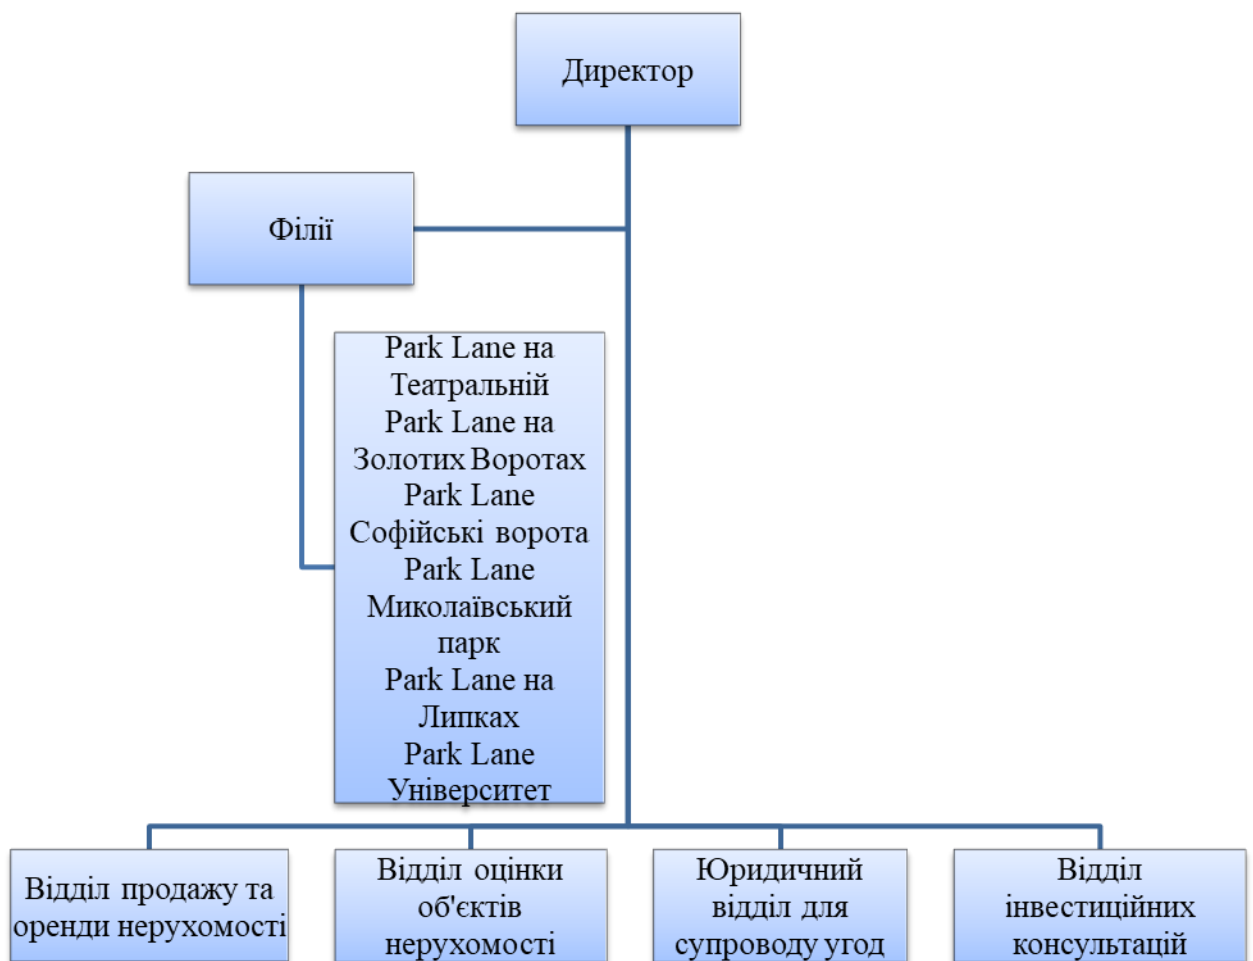 Директор
Філії
Park Lane на
Театральній
Park Lane на
Золотих Воротах
Park Lane
Софійські ворота
Park Lane
Миколаївський
парк
Park Lane на
Липках
Park Lane
Університет
Відділ продажу та
оренди нерухомості
Відділ оцінки
об'єктів
нерухомості
Юридичний
відділ для
супроводу угод
Відділ
інвестиційних
консультацій